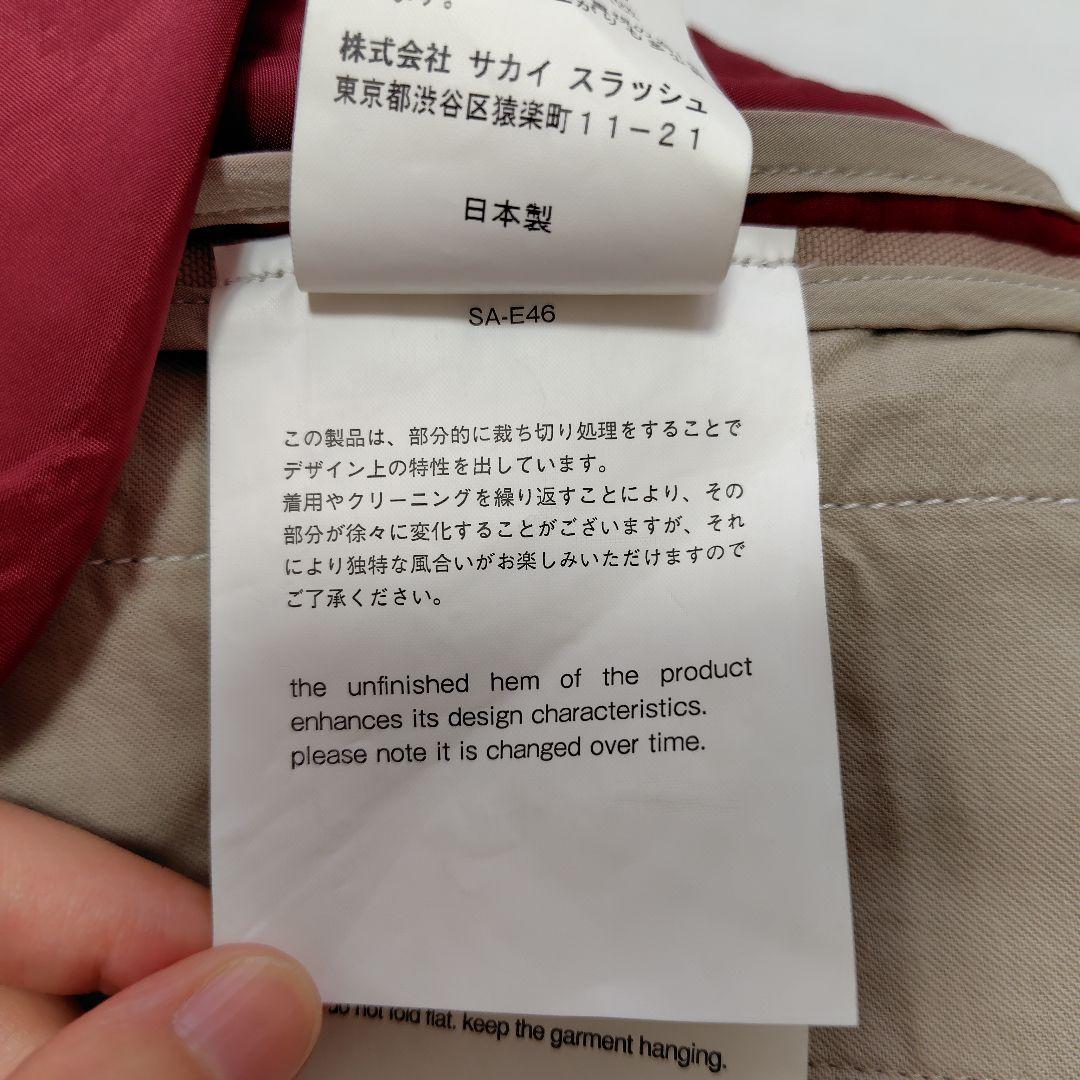 ます。
株式会社 サカイ スラッシュ
東京都渋谷区猿楽町１１－２１
日本製
SA-E46
この製品は、部分的に裁ち切り処理をすることで
デザイン上の特性を出しています。
着用やクリーニングを繰り返すことにより、その
部分が徐々に変化することがございますが、それ
により独特な風合いがお楽しみいただけますので
ご了承ください。
the unfinished hem of the product
enhances its design characteristics.
please note it is changed over time.
do not fold flat. keep the garment hanging.